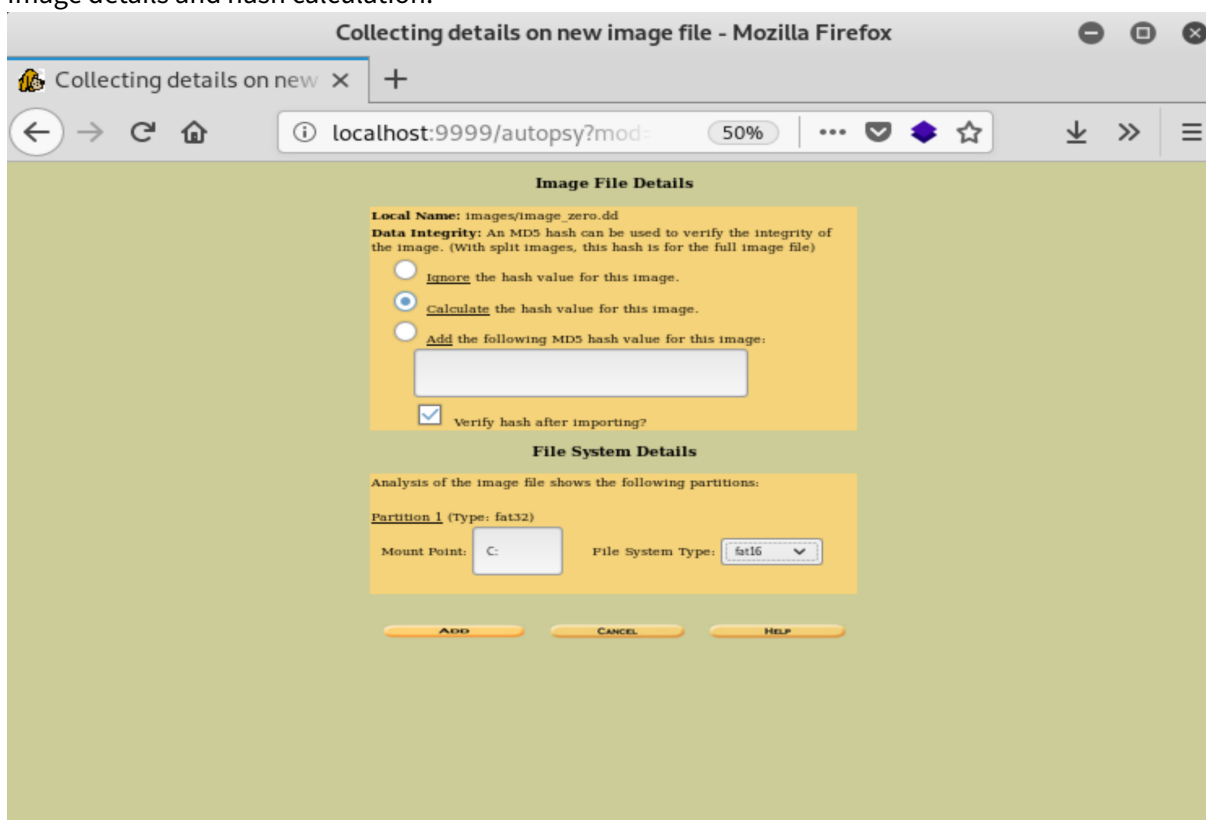 image details and hash calculation.
Collecting details on new image file - Mozilla Firefox
Collecting details on new
localhost:9999/autopsy?mod=
50%
Image File Details
Local Name: images/image_zero.dd
Data Integrity: An MD5 hash can be used to verify the integrity of
the image. (With split images, this hash is for the full image file)
Ignore the hash value for this image.
Calculate the hash value for this image.
Add the following MD5 hash value for this image:
Verify hash after importing?
File System Details
Analysis of the image file shows the following partitions:
Partition 1 (Type: fat32)
Mount Point: C: File System Type: fat16
ADD CANCEL HELP